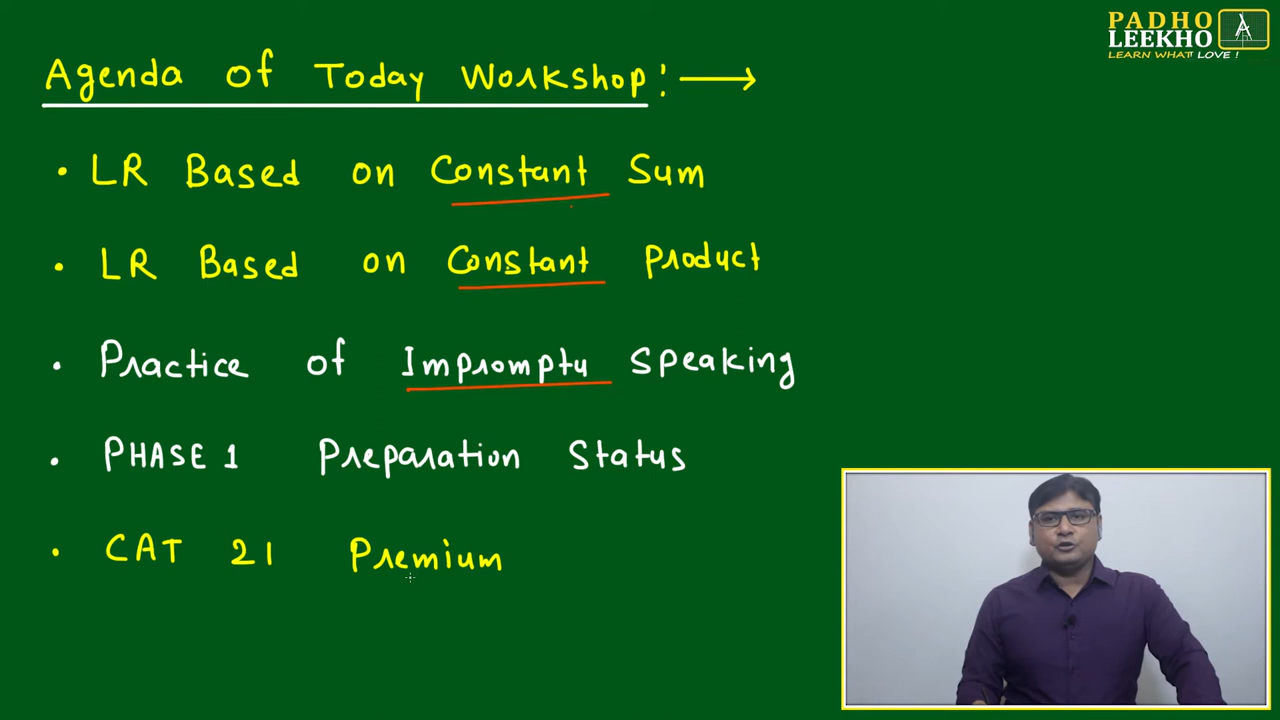 PADHO
LEEKHO
LEARN WHAT LOVE !
Agenda of Today Workshop! →
• LR Based on Constant Sum
• LR Based on Constant Product
• Practice of Impromptu Speaking
• PHASE 1 Preparation Status
• CAT 21 Premium